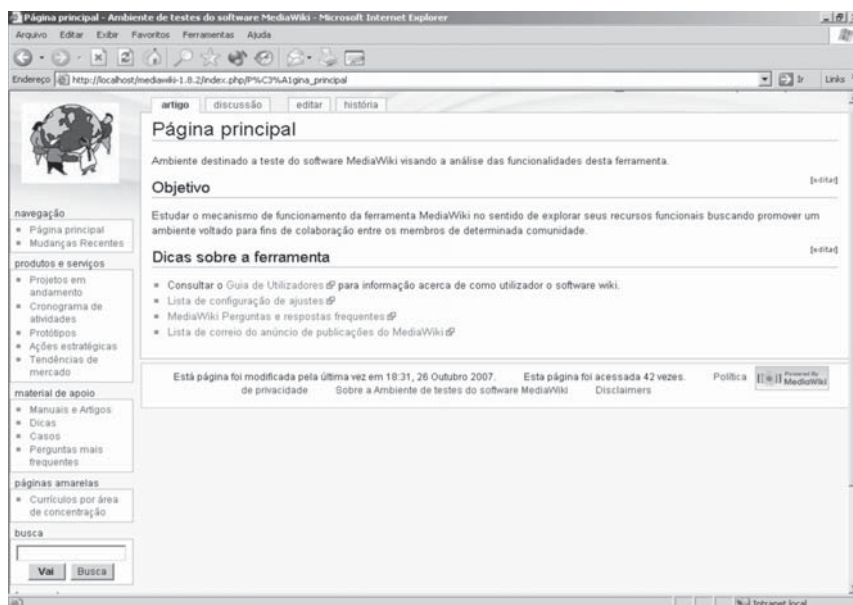 Página principal - Ambiente de testes do software MediaWiki - Microsoft Internet Explorer
Arquivo Editar Exibir Favoritos Ferramentas Ajuda
Endereço http://localhost/mediawiki-1.8.2/index.php/P%C3%A1gina_principal Ir Links
artigo discussão editar história
Página principal
Ambiente destinado a teste do software MediaWiki visando a análise das funcionalidades desta ferramenta.
Objetivo [editar]
Estudar o mecanismo de funcionamento da ferramenta MediaWiki no sentido de explorar seus recursos funcionais buscando promover um
ambiente voltado para fins de colaboração entre os membros de determinada comunidade.
Dicas sobre a ferramenta [editar]
Consultar o Guia de Utilizadores para informação acerca de como utilizador o software wiki.
Lista de configuração de ajustes
MediaWiki Perguntas e respostas frequentes
Lista de correio do anúncio de publicações do MediaWiki
Está página foi modificada pela última vez em 18:31, 26 Outubro 2007. Esta página foi acessada 42 vezes. Política
de privacidade Sobre a Ambiente de testes do software MediaWiki Disclaimers
Powered By
MediaWiki
navegação
Página principal
Mudanças Recentes
produtos e serviços
Projetos em
andamento
Cronograma de
atividades
Protótipos
Ações estratégicas
Tendências de
mercado
material de apoio
Manuais e Artigos
Dicas
Casos
Perguntas mais
frequentes
páginas amarelas
Currículos por área
de concentração
busca
Vai Busca
Intranet local